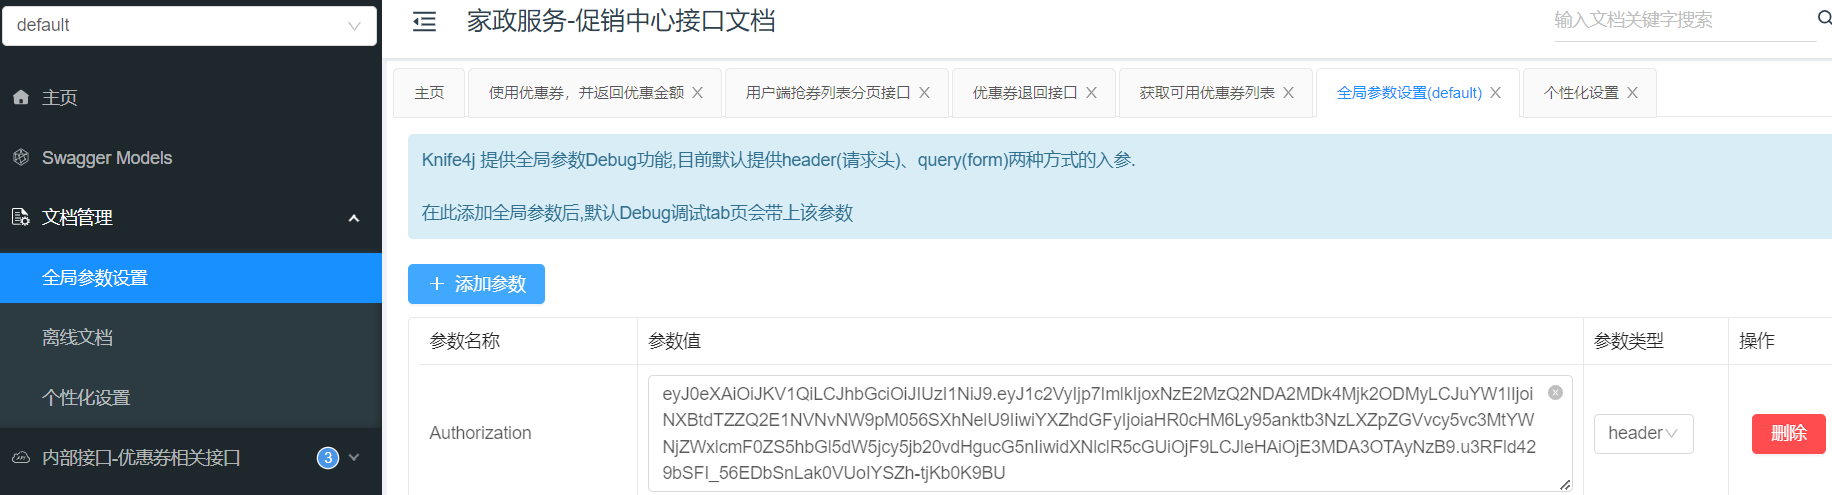 default
家政服务-促销中心接口文档
输入文档关键字搜索
主页
使用优惠券，并返回优惠金额 X
用户端抢券列表分页接口 X
优惠券退回接口 X
获取可用优惠券列表 X
全局参数设置(default) X
个性化设置 X
主页
Swagger Models
文档管理
全局参数设置
离线文档
个性化设置
内部接口-优惠券相关接口 3
Knife4j 提供全局参数Debug功能,目前默认提供header(请求头)、query(form)两种方式的入参.
在此添加全局参数后,默认Debug调试tab页会带上该参数
+ 添加参数
参数名称 参数值 参数类型 操作
Authorization
eyJ0eXAiOiJKV1QiLCJhbGciOiJIUzI1NiJ9.eyJ1c2VyIjp7ImlkIjoxNzE2MzQ2NDA2MDk4Mjk2ODMyLCJuYW1lIjoi
NXBtdTZZQ2E1NVNvNW9pM056SXhNeIU9IiwiYXZhdGFyIjoiaHR0cHM6Ly95anktb3NzLXZpZGVvcy5vc3MtYW
NjZWxlcmF0ZS5hbGl5dW5jcy5jb20vdHgucG5nIiwidXNlclR5cGUiOjF9LCJleHAiOjE3MDA3OTAyNzB9.u3RFld42
9bSFI_56EDbSnLak0VUoIYSZh-tjKb0K9BU
header
删除